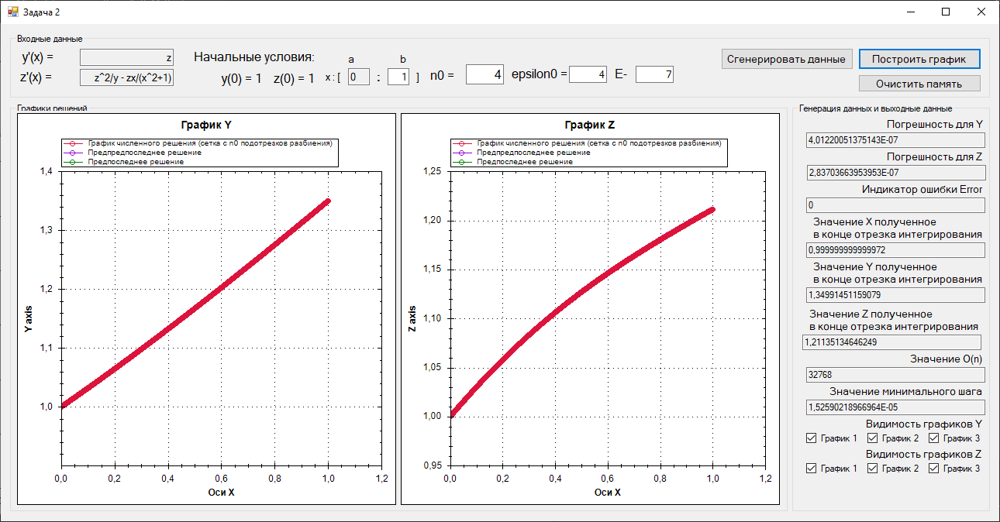 Задача 2
Входные данные
y'(x) =
z
z'(x) =
z^2/y - zx/(x^2+1)
Начальные условия:
y(0) = 1 z(0) = 1
a
b
x : [ 0 : 1 ]
n0 = 4
epsilon0 = 4 E- 7
Сгенерировать данные
Построить график
Очистить память
Графики решений
График Y
График численного решения (сетка с n0 подотрезков разбиения)
Предпредпоследнее решение
Предпоследнее решение
1,4
1,3
1,2
1,1
1,0
Y axis
0,0 0,2 0,4 0,6 0,8 1,0 1,2
Оси X
График Z
График численного решения (сетка с n0 подотрезков разбиения)
Предпредпоследнее решение
Предпоследнее решение
1,25
1,20
1,15
1,10
1,05
1,00
0,95
Z axis
0,0 0,2 0,4 0,6 0,8 1,0 1,2
Оси X
Генерация данных и выходные данные
Погрешность для Y
4,01220051375143E-07
Погрешность для Z
2,83703663953953E-07
Индикатор ошибки Error
0
Значение X полученное
в конце отрезка интегрирования
0,999999999999972
Значение Y полученное
в конце отрезка интегрирования
1,34991451159079
Значение Z полученное
в конце отрезка интегрирования
1,21135134646249
Значение O(n)
32768
Значение минимального шага
1,52590218966964E-05
Видимость графиков Y
График 1 График 2 График 3
Видимость графиков Z
График 1 График 2 График 3